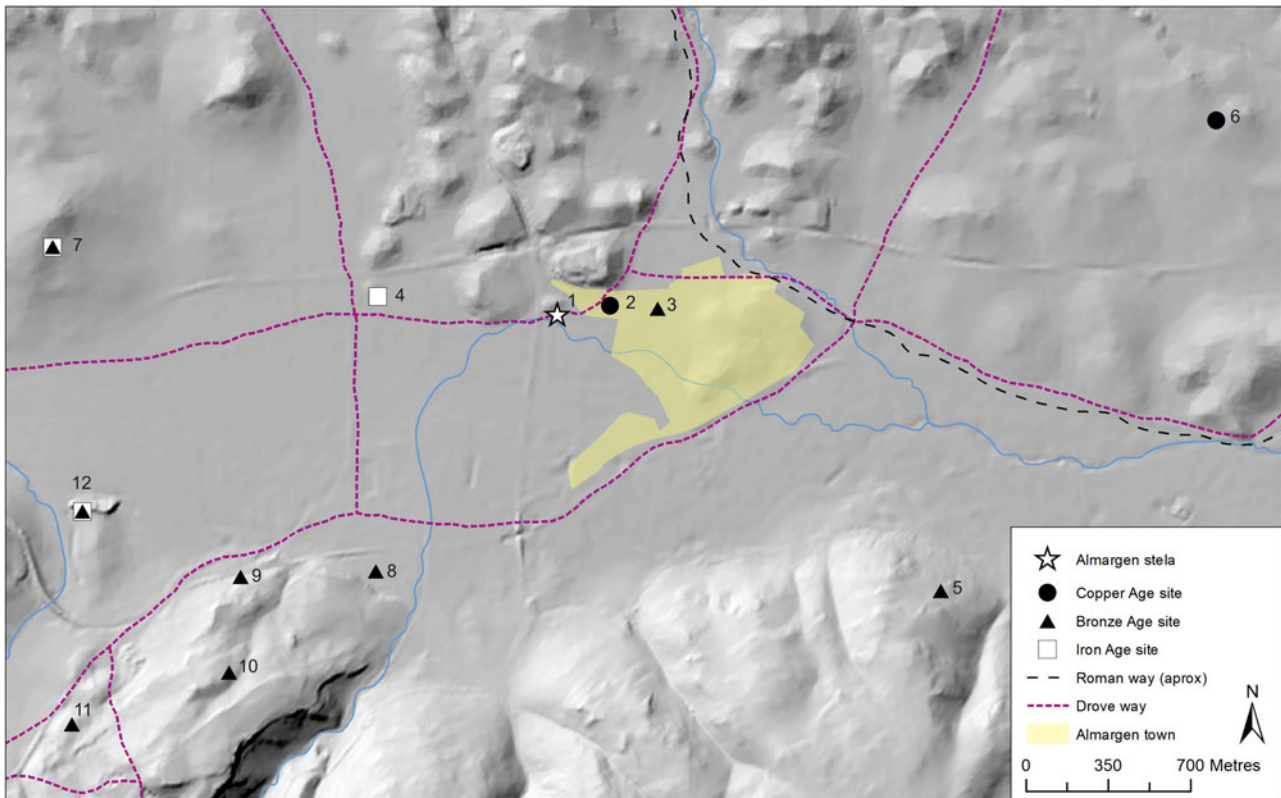 6
7
4
1
2
3
12
9
8
5
10
11
Almargen stela
Copper Age site
Bronze Age site
Iron Age site
Roman way (aprox)
Drove way
Almargen town
N
0 350 700 Metres